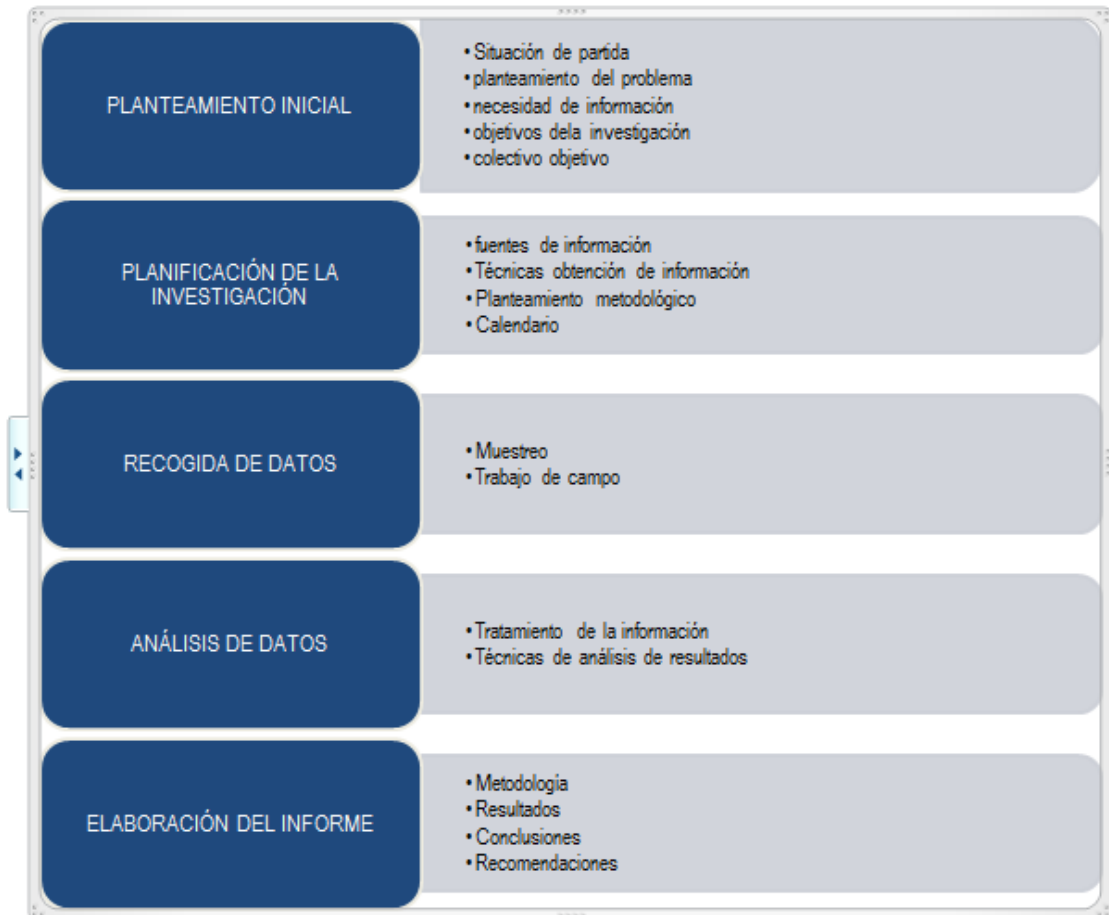 PLANTEAMIENTO INICIAL
• Situación de partida
• planteamiento del problema
• necesidad de información
• objetivos dela investigación
• colectivo objetivo
PLANIFICACIÓN DE LA
INVESTIGACIÓN
• fuentes de información
• Técnicas obtención de información
• Planteamiento metodológico
• Calendario
RECOGIDA DE DATOS
• Muestreo
• Trabajo de campo
ANÁLISIS DE DATOS
• Tratamiento de la información
• Técnicas de análisis de resultados
ELABORACIÓN DEL INFORME
• Metodología
• Resultados
• Conclusiones
• Recomendaciones